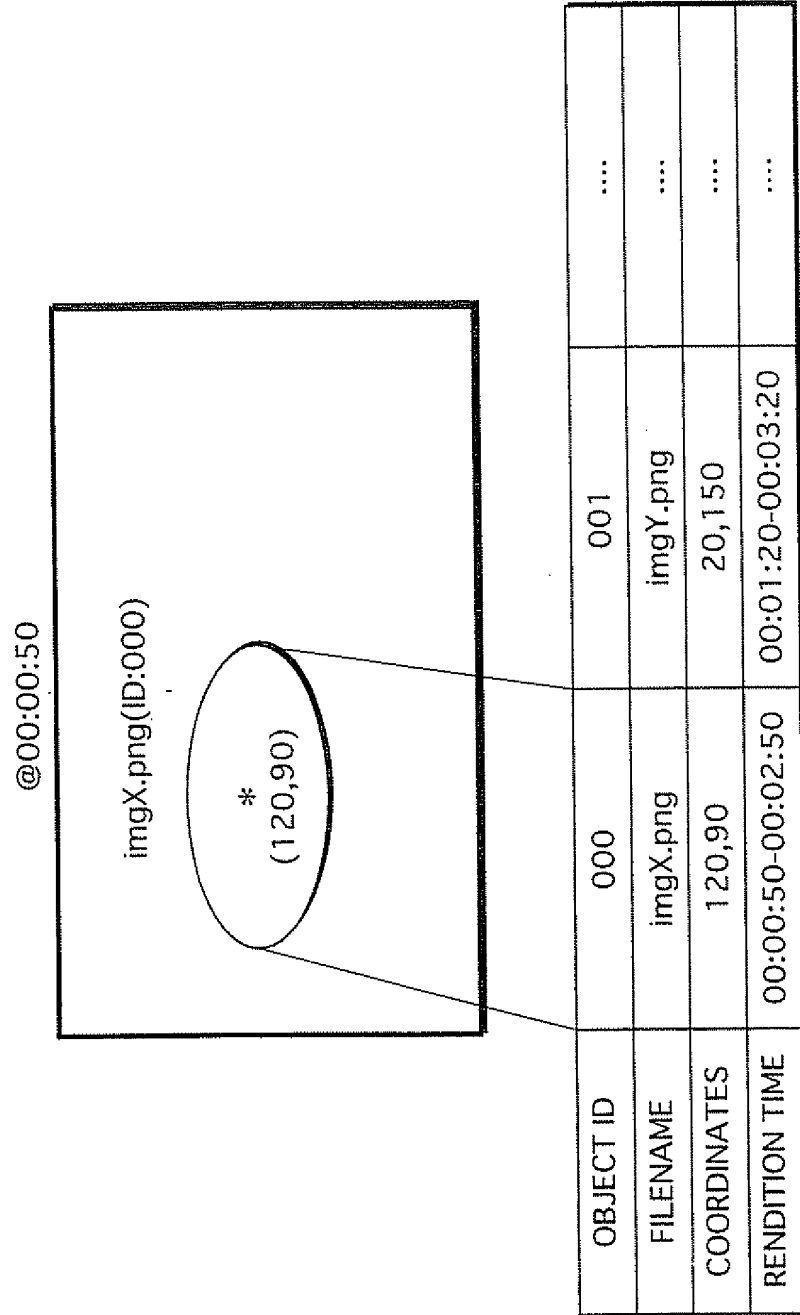 @00:00:50
imgX.png(ID:000)
*
(120,90)
OBJECT ID 000 001 ....
FILENAME imgX.png imgY.png ....
COORDINATES 120,90 20,150 ....
RENDITION TIME 00:00:50-00:02:50 00:01:20-00:03:20 ....